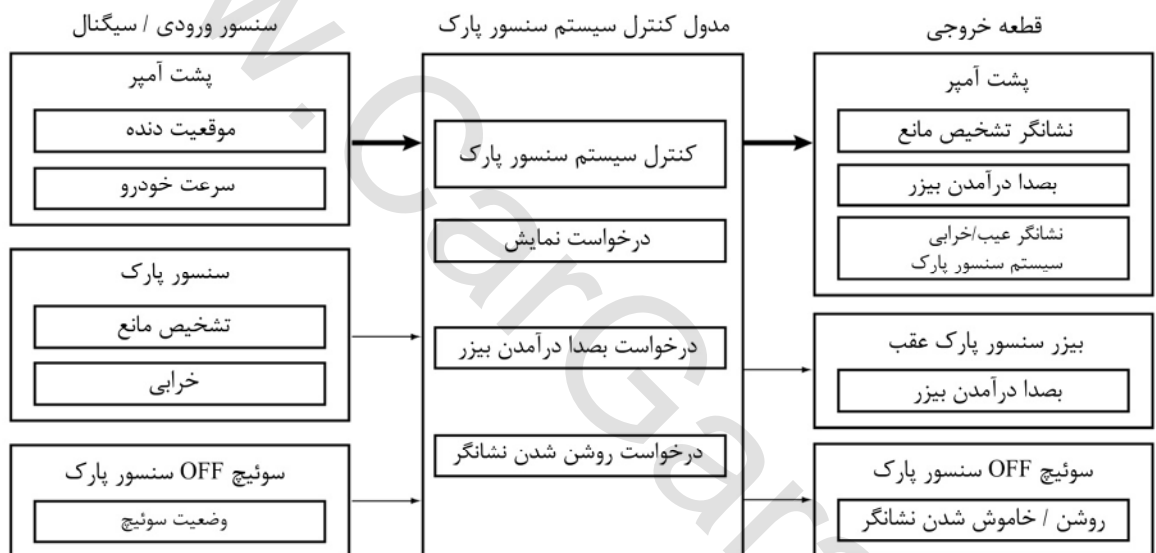 سنسور ورودی / سیگنال
پشت آمپر
موقعیت دنده
سرعت خودرو
سنسور پارک
تشخیص مانع
خرابی
سوئیچ OFF سنسور پارک
وضعیت سوئیچ
مدول کنترل سیستم سنسور پارک
کنترل سیستم سنسور پارک
درخواست نمایش
درخواست بصدا درآمدن بیزر
درخواست روشن شدن نشانگر
قطعه خروجی
پشت آمپر
نشانگر تشخیص مانع
بصدا درآمدن بیزر
نشانگر عیب/خرابی
سیستم سنسور پارک
بیزر سنسور پارک عقب
بصدا درآمدن بیزر
سوئیچ OFF سنسور پارک
روشن / خاموش شدن نشانگر
w.CarGar